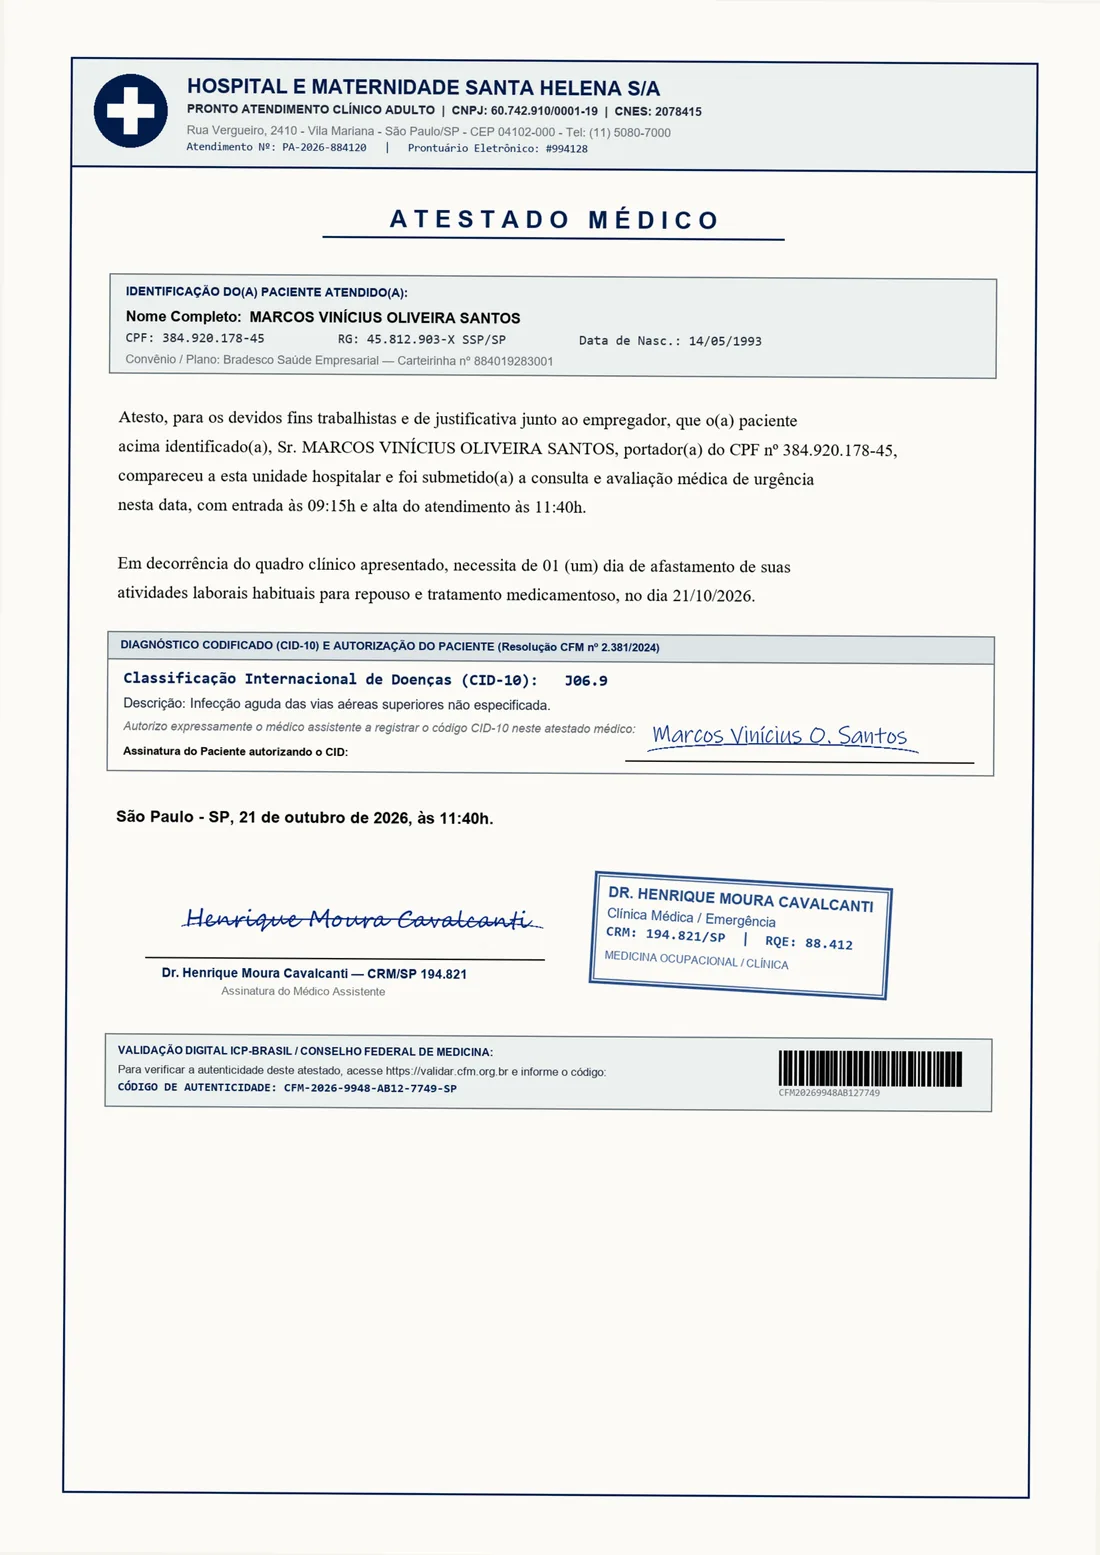 HOSPITAL E MATERNIDADE SANTA HELENA S/A
PRONTO ATENDIMENTO CLÍNICO ADULTO | CNPJ: 60.742.910/0001-19 | CNES: 2078415
Rua Vergueiro, 2410 - Vila Mariana - São Paulo/SP - CEP 04102-000 - Tel: (11) 5080-7000
Atendimento Nº: PA-2026-884120 | Prontuário Eletrônico: #994128
ATESTADO MÉDICO
IDENTIFICAÇÃO DO(A) PACIENTE ATENDIDO(A):
Nome Completo: MARCOS VINÍCIUS OLIVEIRA SANTOS
CPF: 384.920.178-45 RG: 45.812.903-X SSP/SP Data de Nasc.: 14/05/1993
Convênio / Plano: Bradesco Saúde Empresarial — Carteirinha nº 884019283001
Atesto, para os devidos fins trabalhistas e de justificativa junto ao empregador, que o(a) paciente
acima identificado(a), Sr. MARCOS VINÍCIUS OLIVEIRA SANTOS, portador(a) do CPF nº 384.920.178-45,
compareceu a esta unidade hospitalar e foi submetido(a) a consulta e avaliação médica de urgência
nesta data, com entrada às 09:15h e alta do atendimento às 11:40h.
Em decorrência do quadro clínico apresentado, necessita de 01 (um) dia de afastamento de suas
atividades laborais habituais para repouso e tratamento medicamentoso, no dia 21/10/2026.
DIAGNÓSTICO CODIFICADO (CID-10) E AUTORIZAÇÃO DO PACIENTE (Resolução CFM nº 2.381/2024)
Classificação Internacional de Doenças (CID-10): J06.9
Descrição: Infecção aguda das vias aéreas superiores não especificada.
Autorizo expressamente o médico assistente a registrar o código CID-10 neste atestado médico:
Marcos Vinícius O. Santos
Assinatura do Paciente autorizando o CID:
São Paulo - SP, 21 de outubro de 2026, às 11:40h.
Henrique Moura Cavalcanti
Dr. Henrique Moura Cavalcanti — CRM/SP 194.821
Assinatura do Médico Assistente
DR. HENRIQUE MOURA CAVALCANTI
Clínica Médica / Emergência
CRM: 194.821/SP | RQE: 88.412
MEDICINA OCUPACIONAL / CLÍNICA
VALIDAÇÃO DIGITAL ICP-BRASIL / CONSELHO FEDERAL DE MEDICINA:
Para verificar a autenticidade deste atestado, acesse https://validar.cfm.org.br e informe o código:
CÓDIGO DE AUTENTICIDADE: CFM-2026-9948-AB12-7749-SP
CFM20269948AB127749